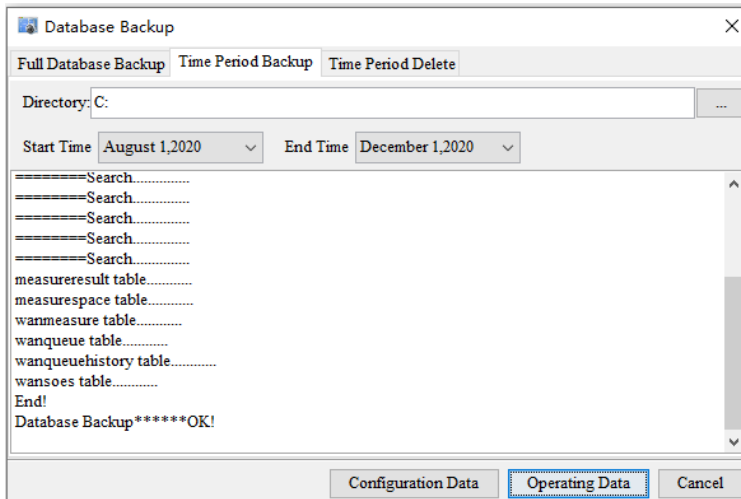 Database Backup
Full Database Backup Time Period Backup Time Period Delete
Directory: C: ...
Start Time August 1,2020 End Time December 1,2020
========Search...............
========Search...............
========Search...............
========Search...............
========Search...............
measureresult table............
measurespace table............
wanmeasure table............
wanqueue table............
wanqueuehistory table............
wansoes table............
End!
Database Backup******OK!
Configuration Data Operating Data Cancel